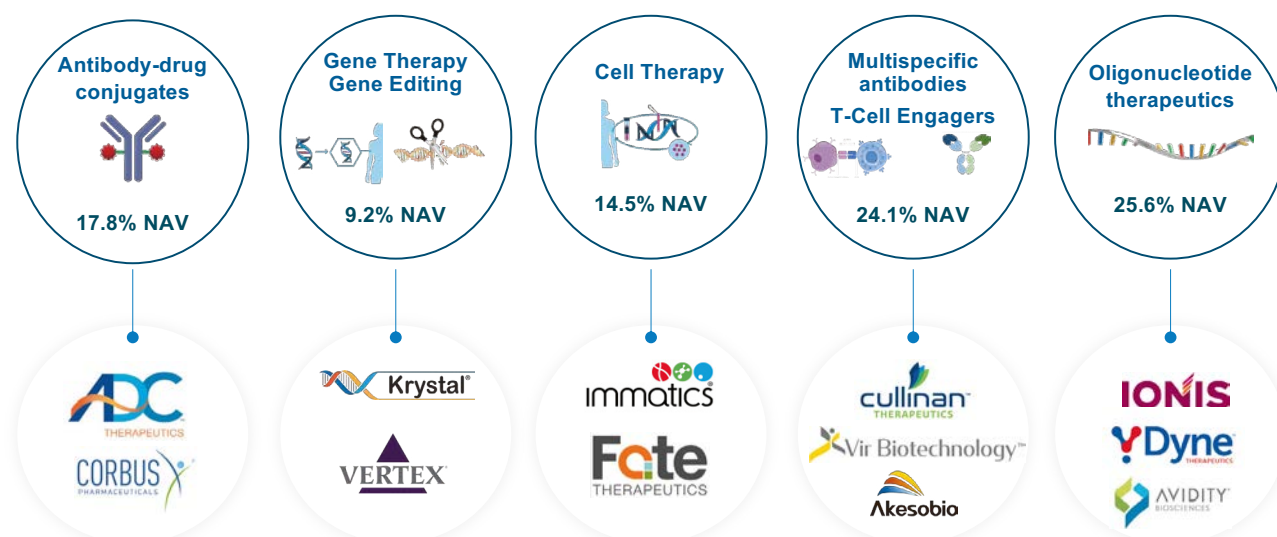 Antibody-drug
conjugates
17.8% NAV
Gene Therapy
Gene Editing
9.2% NAV
Cell Therapy
14.5% NAV
Multispecific
antibodies
T-Cell Engagers
24.1% NAV
Oligonucleotide
therapeutics
25.6% NAV
ADC
THERAPEUTICS
CORBUS
PHARMACEUTICALS
Krystal®
VERTEX
immatics
Fate
THERAPEUTICS
cullinan™
THERAPEUTICS
Vir Biotechnology™
Akesobio
IONIS
Dyne
THERAPEUTICS
AVIDITY
BIOSCIENCES